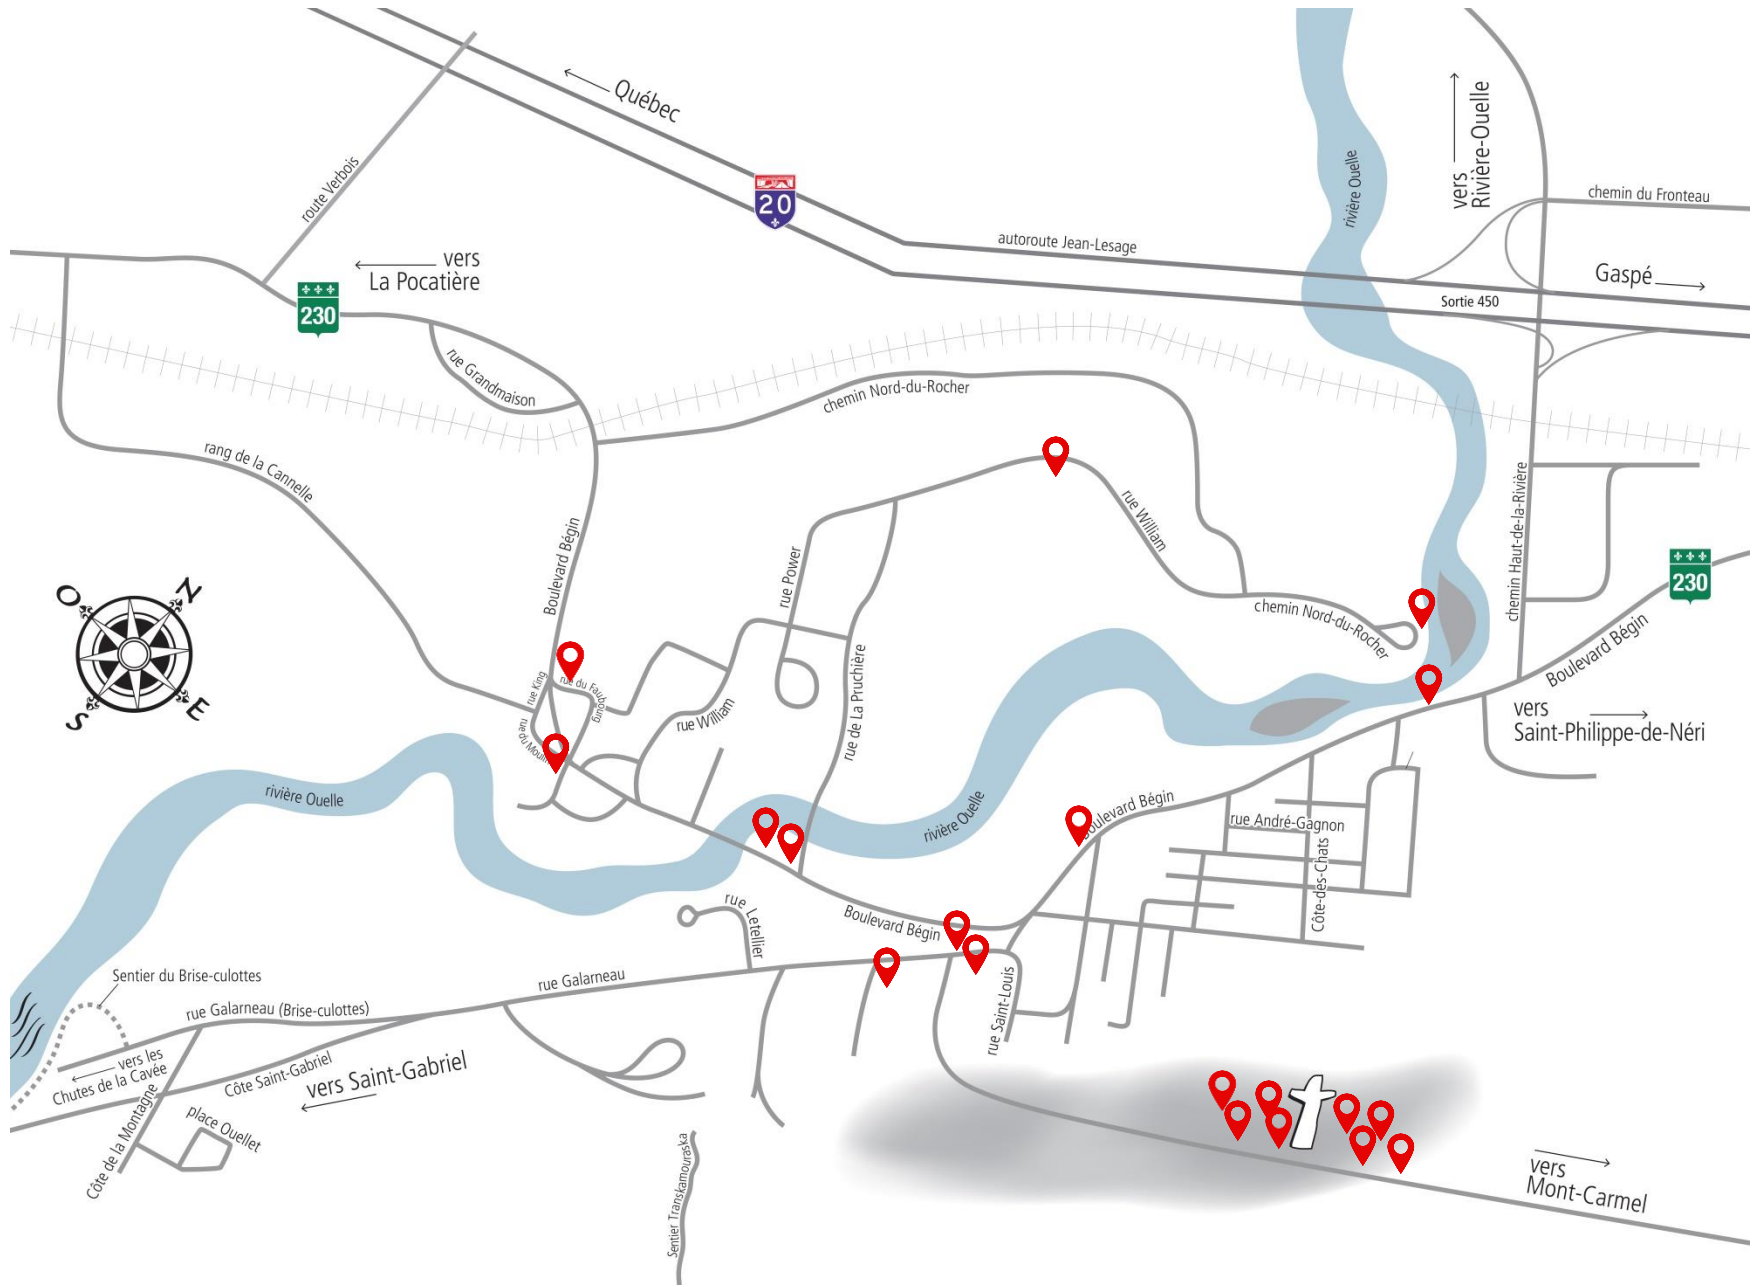 Québec
vers
Rivière-Ouelle
rivière Ouelle
route Verbois
20
chemin du Fronteau
autoroute Jean-Lesage
vers
La Pocatière
Gaspé
Sortie 450
230
rue Grandmaison
chemin Nord-du-Rocher
rang de la Cannelle
rue William
chemin Haut-de-la-Rivière
Boulevard Bégin
rue Power
230
chemin Nord-du-Rocher
O
N
S
E
rue King
rue du Faubourg
rue du Moulin
rue William
rue de La Pruchière
Boulevard Bégin
vers
Saint-Philippe-de-Néri
rivière Ouelle
rivière Ouelle
Boulevard Bégin
rue André-Gagnon
Côte-des-Chats
rue Letellier
Boulevard Bégin
Sentier du Brise-culottes
rue Galarneau
rue Galarneau (Brise-culottes)
rue Saint-Louis
vers les
Chutes de la Cavée
Côte Saint-Gabriel
vers Saint-Gabriel
place Ouellet
Côte de la Montagne
Sentier Transkamouraska
vers
Mont-Carmel